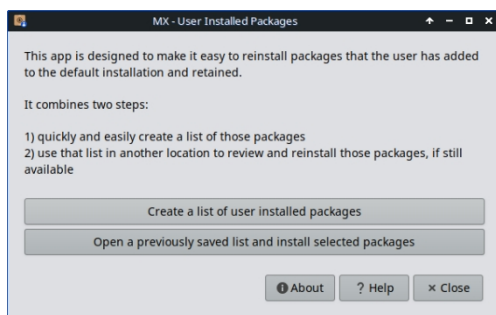 MX - User Installed Packages
This app is designed to make it easy to reinstall packages that the user has added
to the default installation and retained.
It combines two steps:
1) quickly and easily create a list of those packages
2) use that list in another location to review and reinstall those packages, if still
available
Create a list of user installed packages
Open a previously saved list and install selected packages
About
? Help
× Close